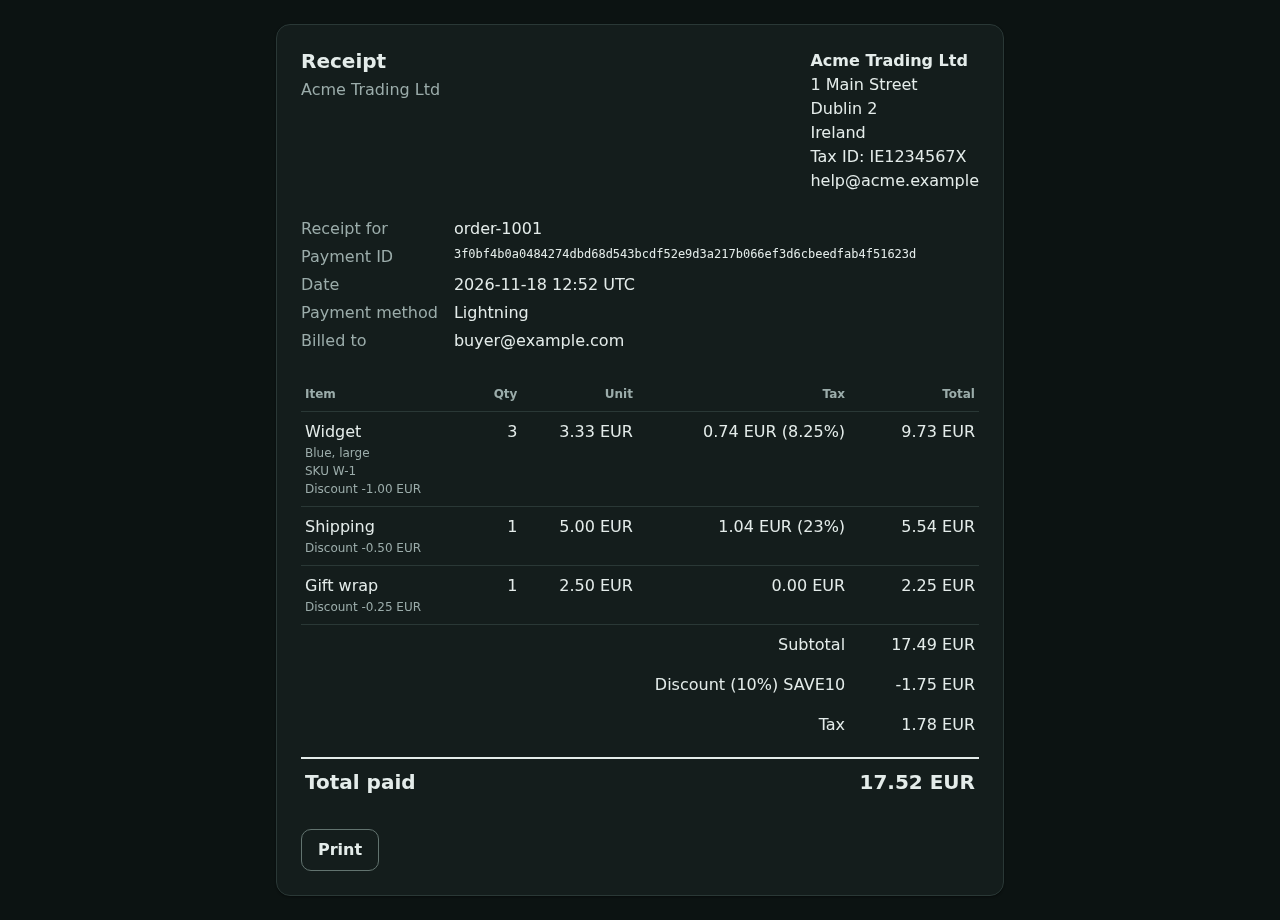 Receipt
Acme Trading Ltd
Acme Trading Ltd
1 Main Street
Dublin 2
Ireland
Tax ID: IE1234567X
help@acme.example
Receipt for order-1001
Payment ID 3f0bf4b0a0484274dbd68d543bcdf52e9d3a217b066ef3d6cbeedfab4f51623d
Date 2026-11-18 12:52 UTC
Payment method Lightning
Billed to buyer@example.com
Item Qty Unit Tax Total
Widget 3 3.33 EUR 0.74 EUR (8.25%) 9.73 EUR
Blue, large
SKU W-1
Discount -1.00 EUR
Shipping 1 5.00 EUR 1.04 EUR (23%) 5.54 EUR
Discount -0.50 EUR
Gift wrap 1 2.50 EUR 0.00 EUR 2.25 EUR
Discount -0.25 EUR
Subtotal 17.49 EUR
Discount (10%) SAVE10 -1.75 EUR
Tax 1.78 EUR
Total paid 17.52 EUR
Print